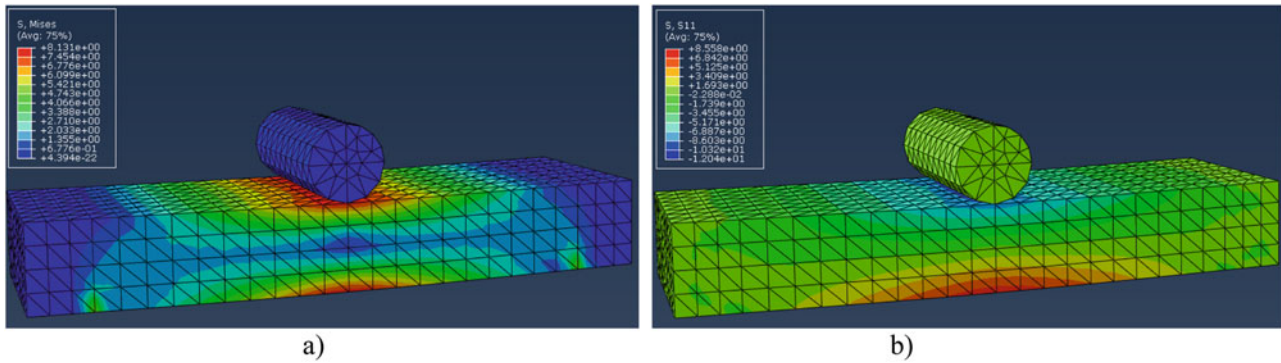 S, Mises
(Avg: 75%)
+8.131e+00
+7.454e+00
+6.776e+00
+6.099e+00
+5.421e+00
+4.743e+00
+4.066e+00
+3.388e+00
+2.710e+00
+2.033e+00
+1.355e+00
+6.776e-01
+4.394e-22
S, S11
(Avg: 75%)
+8.558e+00
+6.842e+00
+5.125e+00
+3.409e+00
+1.693e+00
-2.288e-02
-1.739e+00
-3.455e+00
-5.171e+00
-6.887e+00
-8.603e+00
-1.032e+01
-1.204e+01
a)
b)